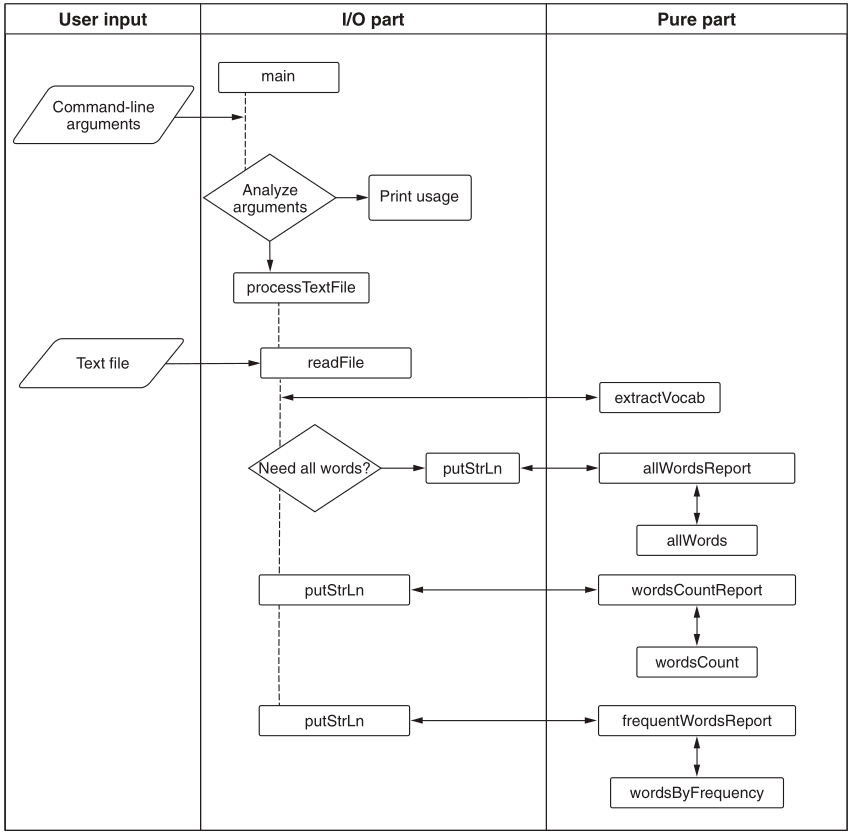 User input
I/O part
Pure part
main
Command-line
arguments
Analyze
arguments
Print usage
processTextFile
Text file
readFile
extractVocab
Need all words?
putStrLn
allWordsReport
allWords
putStrLn
wordsCountReport
wordsCount
putStrLn
frequentWordsReport
wordsByFrequency